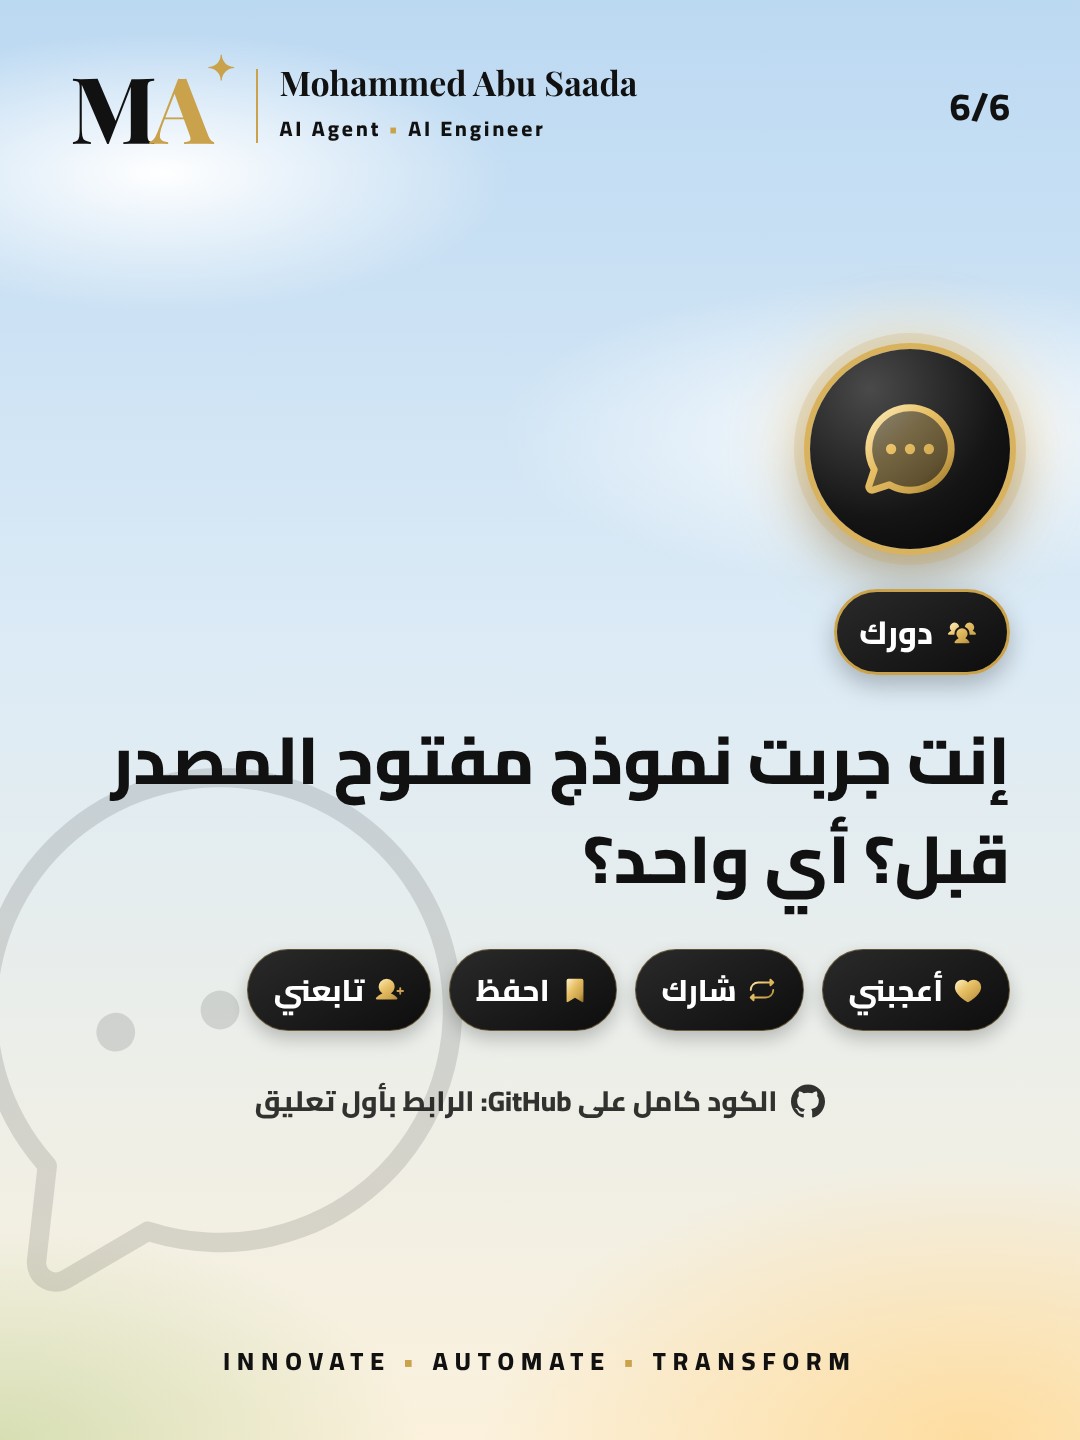 MA
Mohammed Abu Saada
AI Agent ▪ AI Engineer
6/6
دورك
إنت جربت نموذج مفتوح المصدر
قبل؟ أي واحد؟
أعجبني
شارك
احفظ
تابعني
الكود كامل على GitHub: الرابط بأول تعليق
INNOVATE ▪ AUTOMATE ▪ TRANSFORM